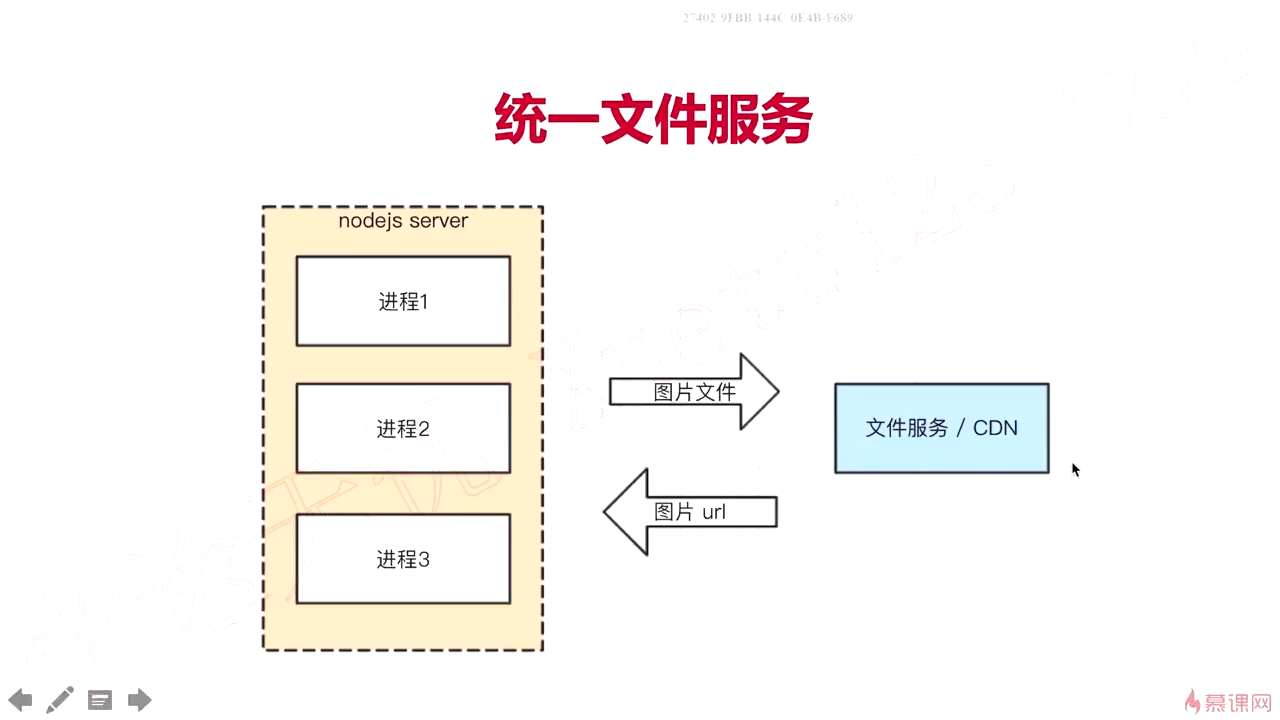 27402 9FBB 144C 0E4B F689
统一文件服务
nodejs server
进程1
进程2
进程3
图片文件
图片 url
文件服务 / CDN
慕课网